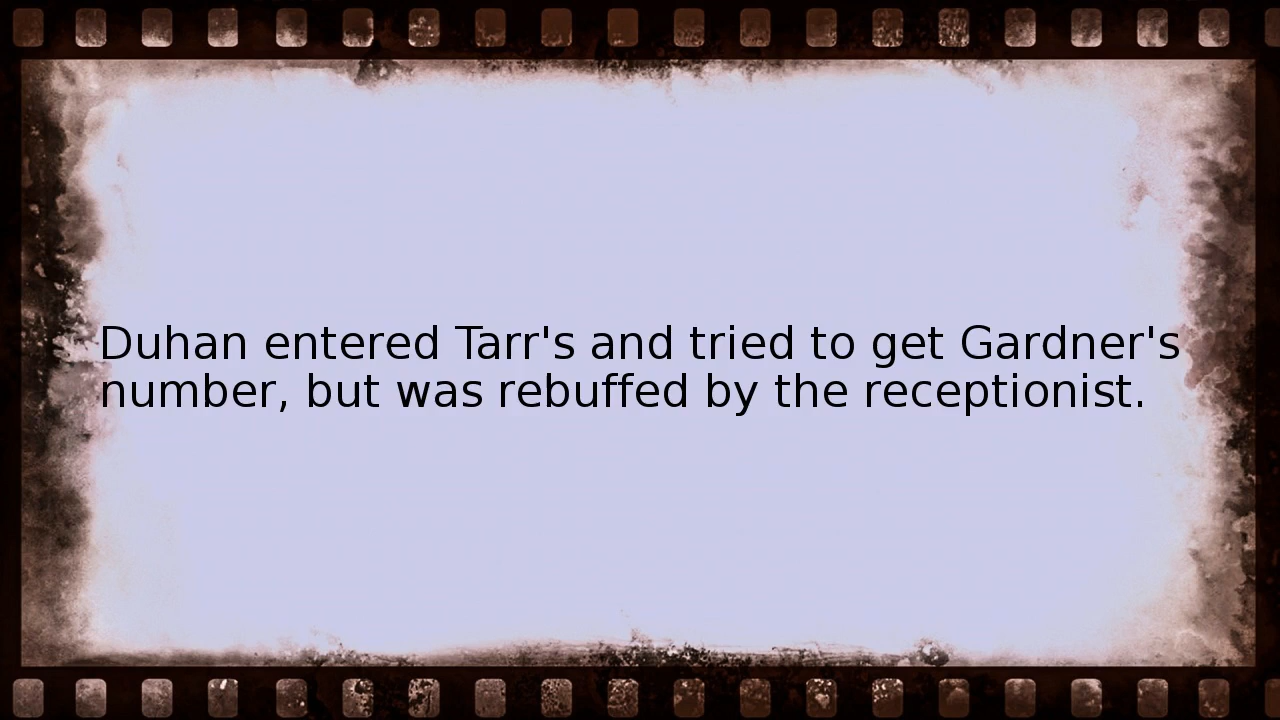 Duhan entered Tarr's and tried to get Gardner's
number, but was rebuffed by the receptionist.